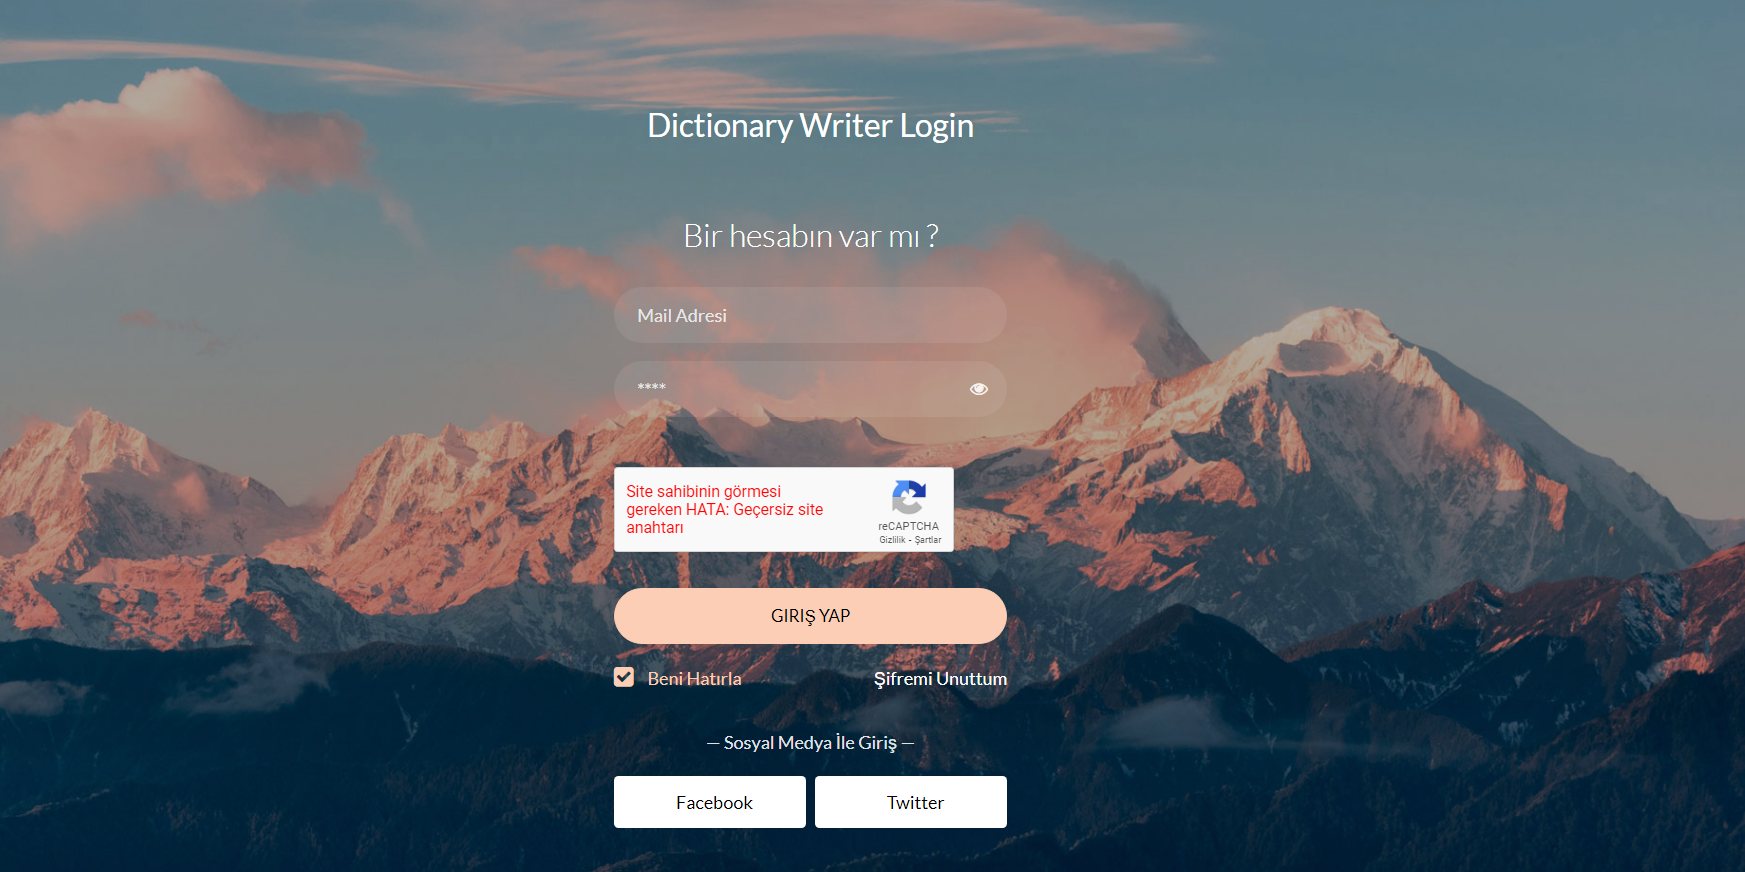 Dictionary Writer Login
Bir hesabın var mı ?
Mail Adresi
****
Site sahibinin görmesi
gereken HATA: Geçersiz site
anahtarı
reCAPTCHA
Gizlilik - Şartlar
GIRIŞ YAP
Beni Hatırla
Şifremi Unuttum
— Sosyal Medya İle Giriş —
Facebook
Twitter